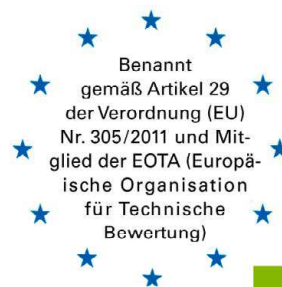 Benannt
gemäß Artikel 29
der Verordnung (EU)
Nr. 305/2011 und Mit-
glied der EOTA (Europä-
ische Organisation
für Technische
Bewertung)